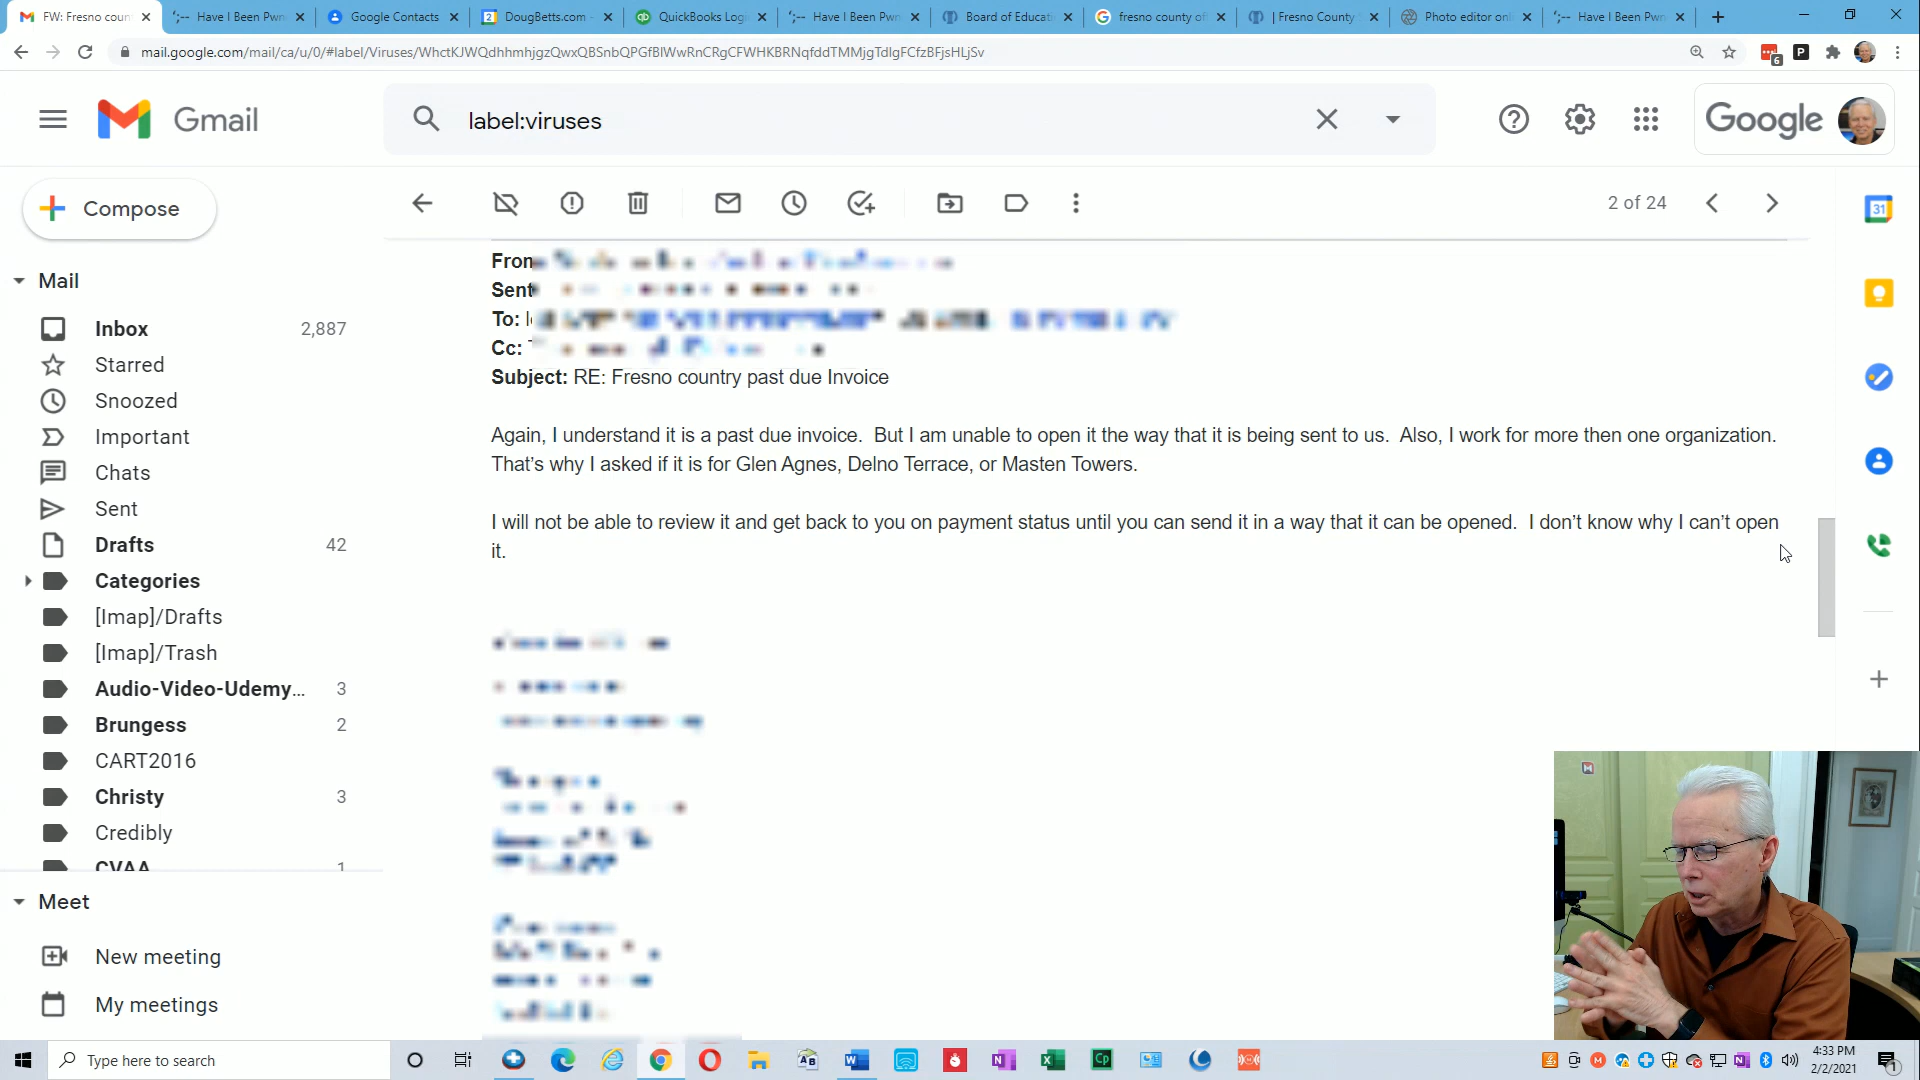 FW: Fresno coun
Have I Been Pwn
Google Contacts
DougBetts.com -
QuickBooks Log
Have I Been Pwn
Board of Educati
fresno county of
| Fresno County
Photo editor onl
Have I Been Pwn
mail.google.com/mail/ca/u/0/#label/Viruses/WhctKJWQdhhmhjgzQwxQBSnbQPGfBlWwRnCRgCFWHKBRNqfddTMMjgTdlgFCfzBFjsHLjSv
6
P
Gmail
label:viruses
Google
Compose
2 of 24
31
Mail
Inbox 2,887
Starred
Snoozed
Important
Chats
Sent
Drafts 42
Categories
[Imap]/Drafts
[Imap]/Trash
Audio-Video-Udemy... 3
Brungess 2
CART2016
Christy 3
Credibly
CVAA 1
Meet
New meeting
My meetings
From
Sent
To:
Cc:
Subject: RE: Fresno country past due Invoice
Again, I understand it is a past due invoice. But I am unable to open it the way that it is being sent to us. Also, I work for more then one organization.
That's why I asked if it is for Glen Agnes, Delno Terrace, or Masten Towers.
I will not be able to review it and get back to you on payment status until you can send it in a way that it can be opened. I don't know why I can't open
it.
Type here to search
4:33 PM
2/2/2021